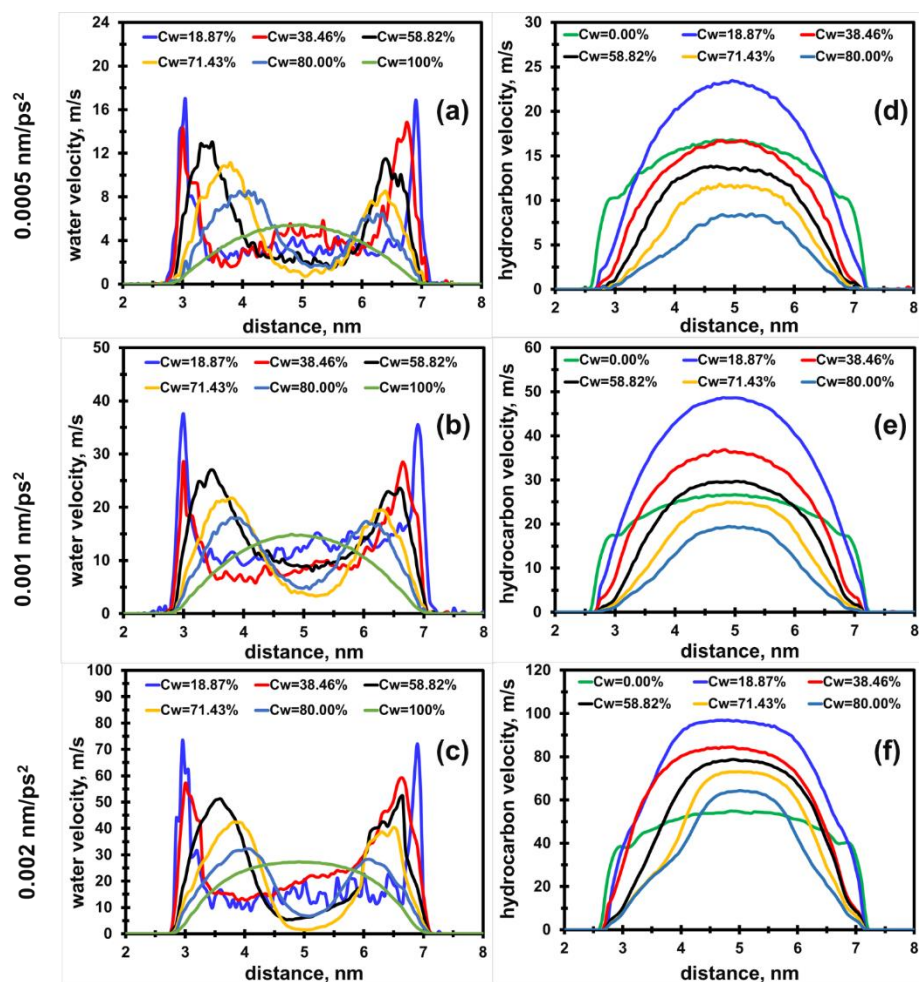 0.0005 nm/ps²
water velocity, m/s
24
20
16
12
8
4
0
Cw=18.87% Cw=38.46% Cw=58.82%
Cw=71.43% Cw=80.00% Cw=100%
(a)
2 3 4 5 6 7 8
distance, nm
hydrocarbon velocity, m/s
30
25
20
15
10
5
0
Cw=0.00% Cw=18.87% Cw=38.46%
Cw=58.82% Cw=71.43% Cw=80.00%
(d)
2 3 4 5 6 7 8
distance, nm
0.001 nm/ps²
water velocity, m/s
50
40
30
20
10
0
Cw=18.87% Cw=38.46% Cw=58.82%
Cw=71.43% Cw=80.00% Cw=100%
(b)
2 3 4 5 6 7 8
distance, nm
hydrocarbon velocity, m/s
60
50
40
30
20
10
0
Cw=0.00% Cw=18.87% Cw=38.46%
Cw=58.82% Cw=71.43% Cw=80.00%
(e)
2 3 4 5 6 7 8
distance, nm
0.002 nm/ps²
water velocity, m/s
100
90
80
70
60
50
40
30
20
10
0
Cw=18.87% Cw=38.46% Cw=58.82%
Cw=71.43% Cw=80.00% Cw=100%
(c)
2 3 4 5 6 7 8
distance, nm
hydrocarbon velocity, m/s
120
100
80
60
40
20
0
Cw=0.00% Cw=18.87% Cw=38.46%
Cw=58.82% Cw=71.43% Cw=80.00%
(f)
2 3 4 5 6 7 8
distance, nm